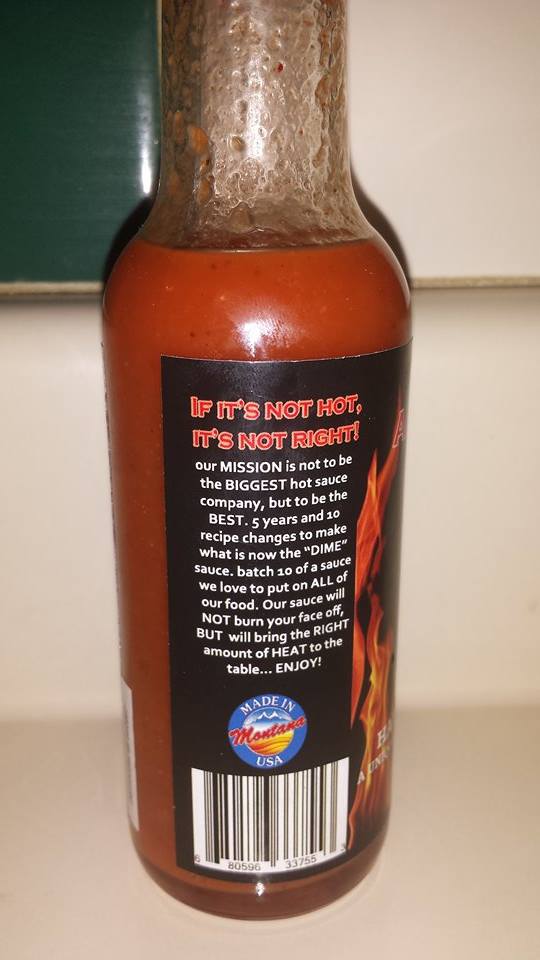 IF IT'S NOT HOT,
IT'S NOT RIGHT!
our MISSION is not to be
the BIGGEST hot sauce
company, but to be the
BEST. 5 years and 10
recipe changes to make
what is now the "DIME"
sauce. batch 10 of a sauce
we love to put on ALL of
our food. Our sauce will
NOT burn your face off,
BUT will bring the RIGHT
amount of HEAT to the
table... ENJOY!
MADE IN
Montana
USA
6 80596 33755 3